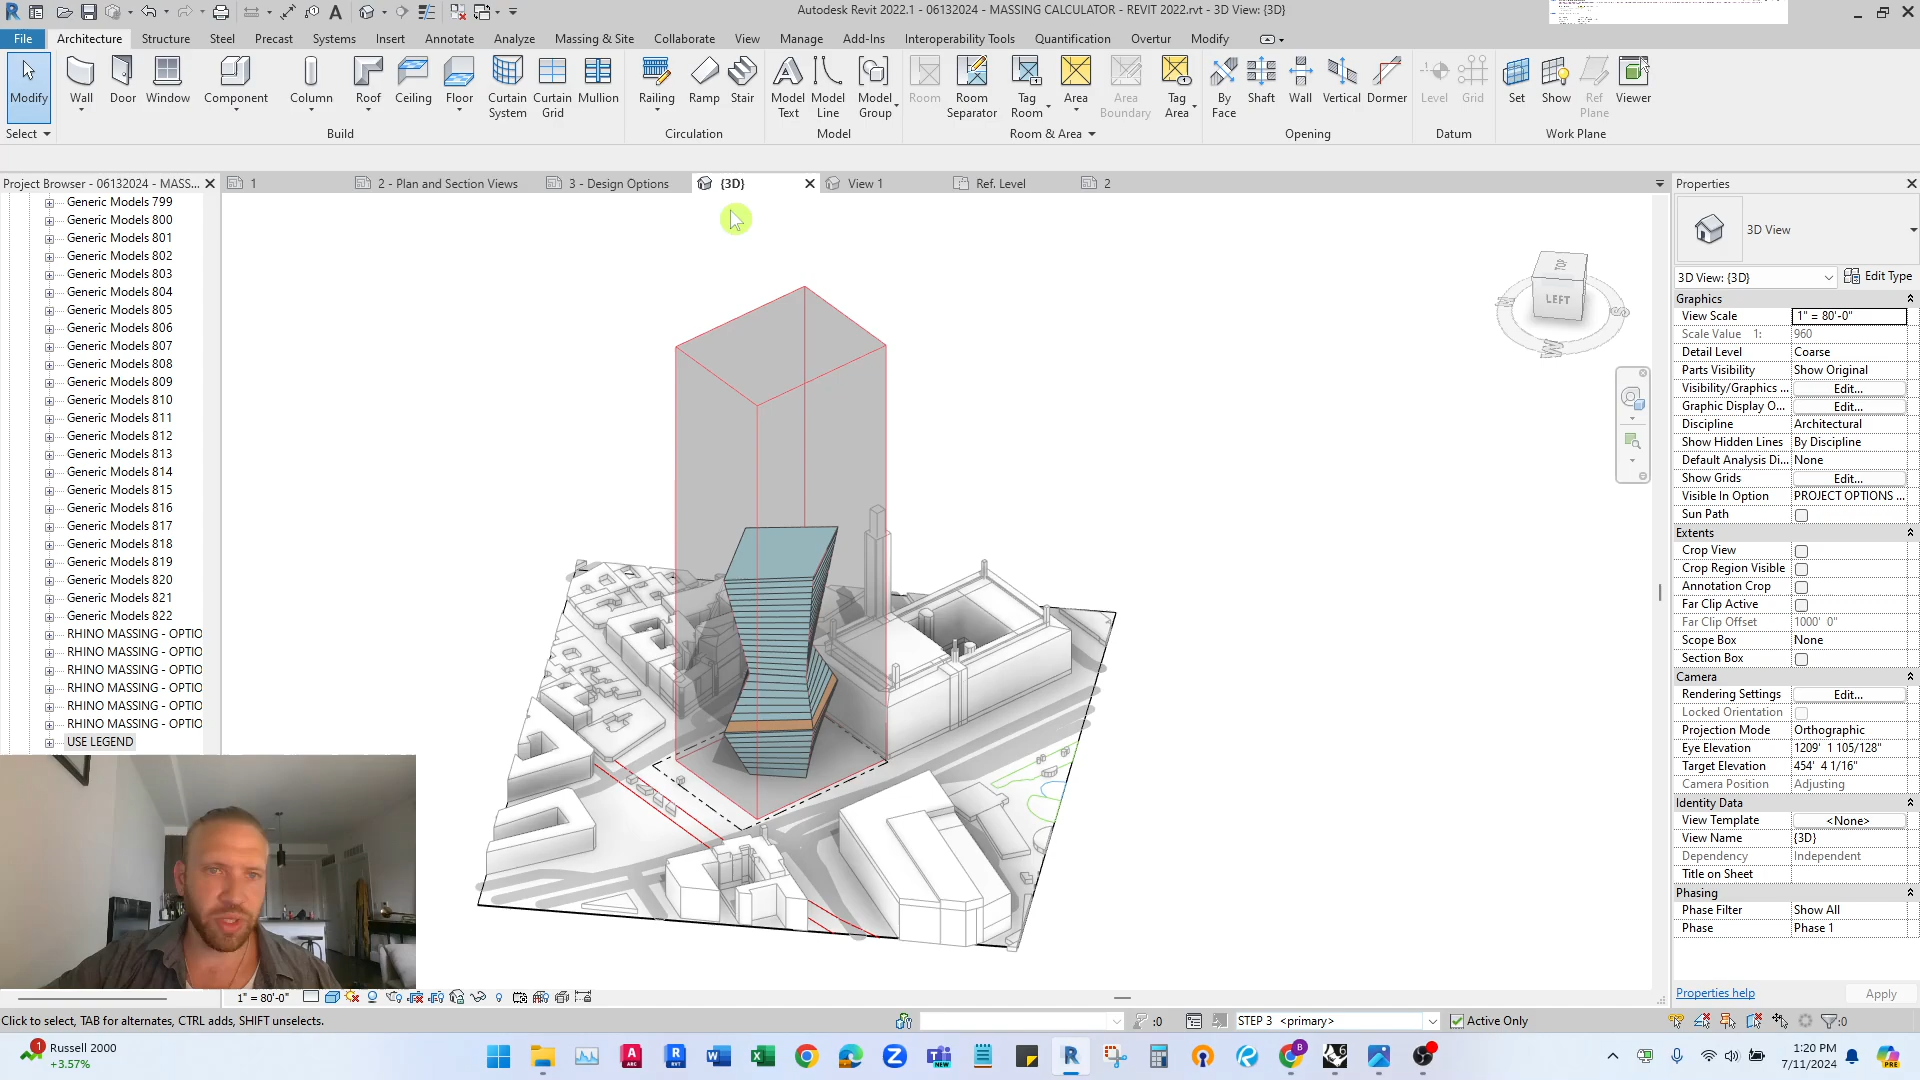 Autodesk Revit 2022.1 - 06132024 - MASSING CALCULATOR - REVIT 2022.rvt - 3D View: {3D}
File Architecture Structure Steel Precast Systems Insert Annotate Analyze Massing & Site Collaborate View Manage Add-Ins Interoperability Tools Quantification Overtur Modify
Modify Wall Door Window Component Column Roof Ceiling Floor Curtain System Curtain Grid Mullion Railing Ramp Stair Model Text Model Line Model Group Room Room Separator Tag Room Area Area Boundary Tag Area By Face Shaft Wall Vertical Dormer Level Grid Set Show Ref Plane Viewer
Select Build Circulation Model Room & Area Opening Datum Work Plane
Project Browser - 06132024 - MASS...
1 2 - Plan and Section Views 3 - Design Options {3D} View 1 Ref. Level 2
Generic Models 799
Generic Models 800
Generic Models 801
Generic Models 802
Generic Models 803
Generic Models 804
Generic Models 805
Generic Models 806
Generic Models 807
Generic Models 808
Generic Models 809
Generic Models 810
Generic Models 811
Generic Models 812
Generic Models 813
Generic Models 814
Generic Models 815
Generic Models 816
Generic Models 817
Generic Models 818
Generic Models 819
Generic Models 820
Generic Models 821
Generic Models 822
RHINO MASSING - OPTIO
RHINO MASSING - OPTIO
RHINO MASSING - OPTIO
RHINO MASSING - OPTIO
RHINO MASSING - OPTIO
RHINO MASSING - OPTIO
USE LEGEND
TOP
LEFT
Properties
3D View
3D View: {3D} Edit Type
Graphics
View Scale 1" = 80'-0"
Scale Value 1: 960
Detail Level Coarse
Parts Visibility Show Original
Visibility/Graphics ... Edit...
Graphic Display O... Edit...
Discipline Architectural
Show Hidden Lines By Discipline
Default Analysis Di... None
Show Grids Edit...
Visible In Option PROJECT OPTIONS ...
Sun Path
Extents
Crop View
Crop Region Visible
Annotation Crop
Far Clip Active
Far Clip Offset 1000' 0"
Scope Box None
Section Box
Camera
Rendering Settings Edit...
Locked Orientation
Projection Mode Orthographic
Eye Elevation 1209' 1 105/128"
Target Elevation 454' 4 1/16"
Camera Position Adjusting
Identity Data
View Template <None>
View Name {3D}
Dependency Independent
Title on Sheet
Phasing
Phase Filter Show All
Phase Phase 1
Properties help Apply
1" = 80'-0"
Click to select, TAB for alternates, CTRL adds, SHIFT unselects.
:0 STEP 3 <primary> Active Only :0
1 Russell 2000
+3.57%
1:20 PM
7/11/2024